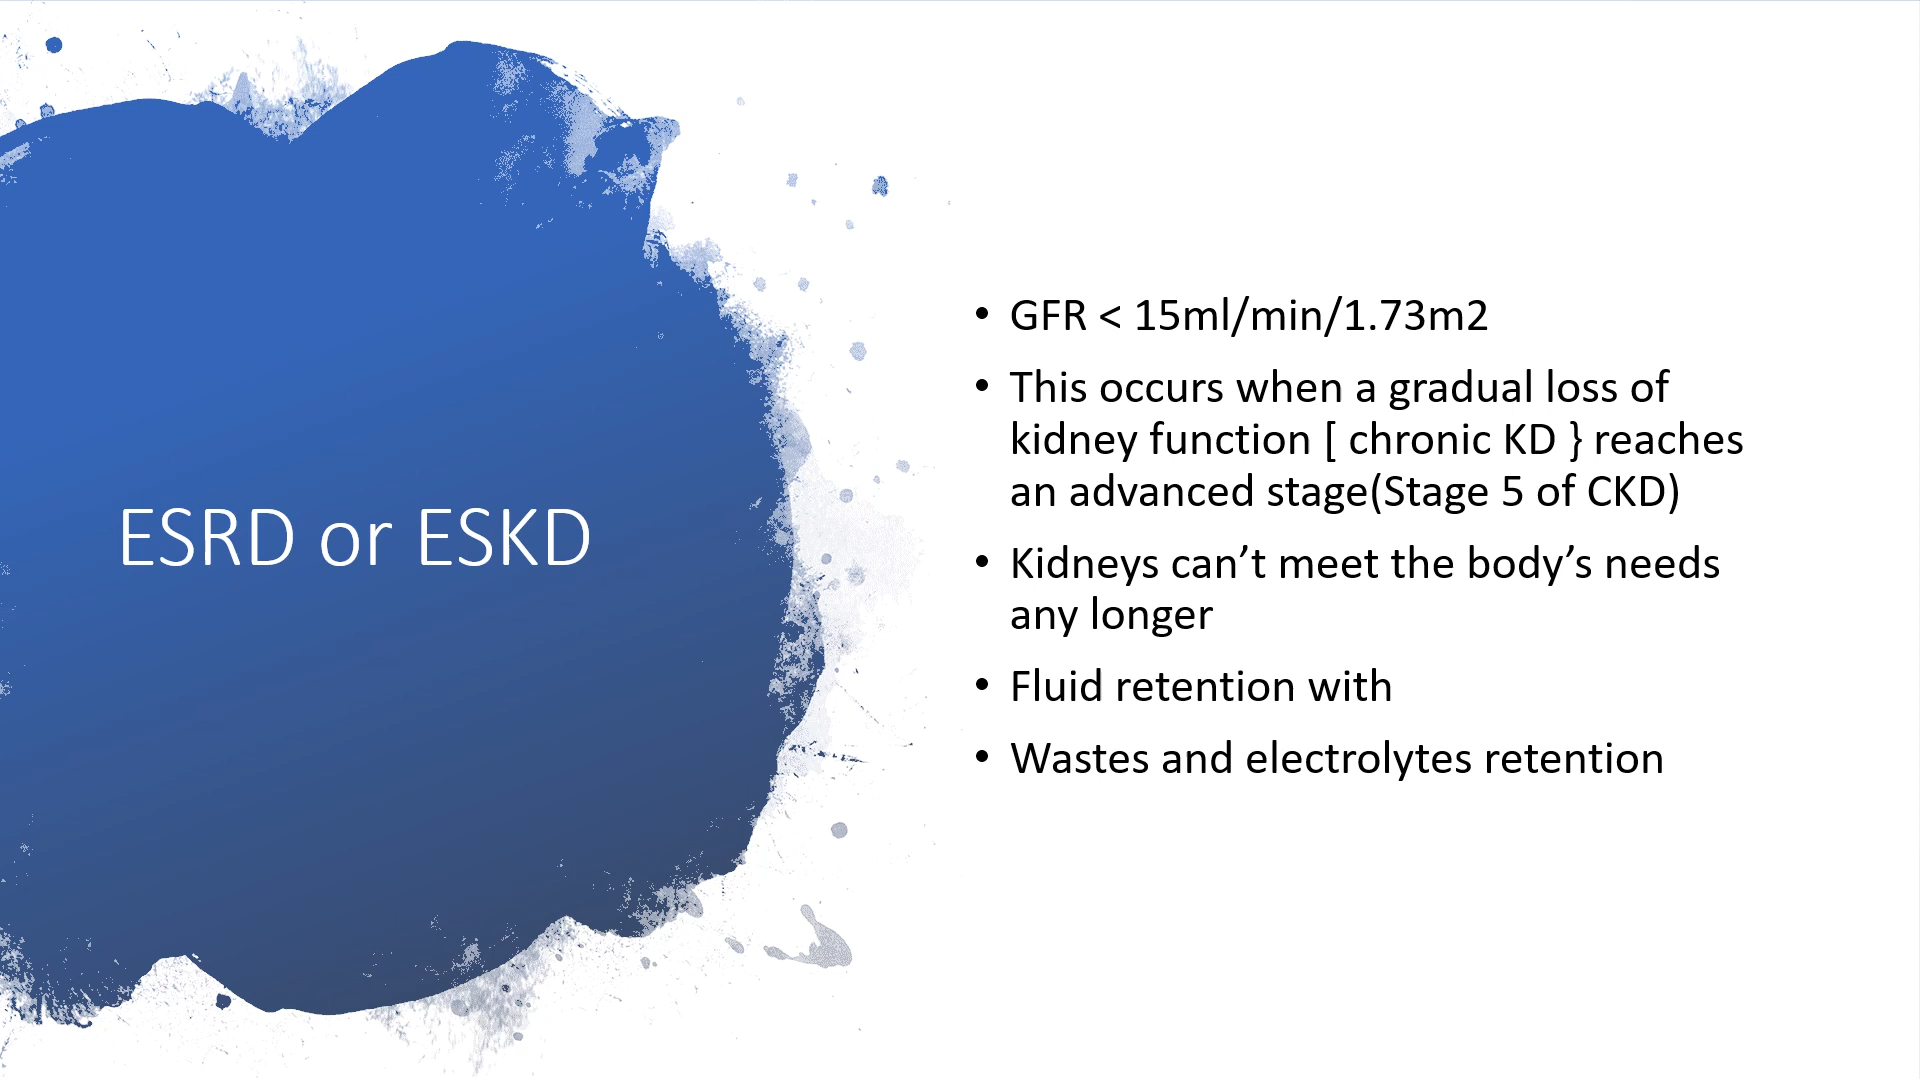 ESRD or ESKD
• GFR < 15ml/min/1.73m2
• This occurs when a gradual loss of
kidney function [ chronic KD } reaches
an advanced stage(Stage 5 of CKD)
• Kidneys can’t meet the body’s needs
any longer
• Fluid retention with
• Wastes and electrolytes retention